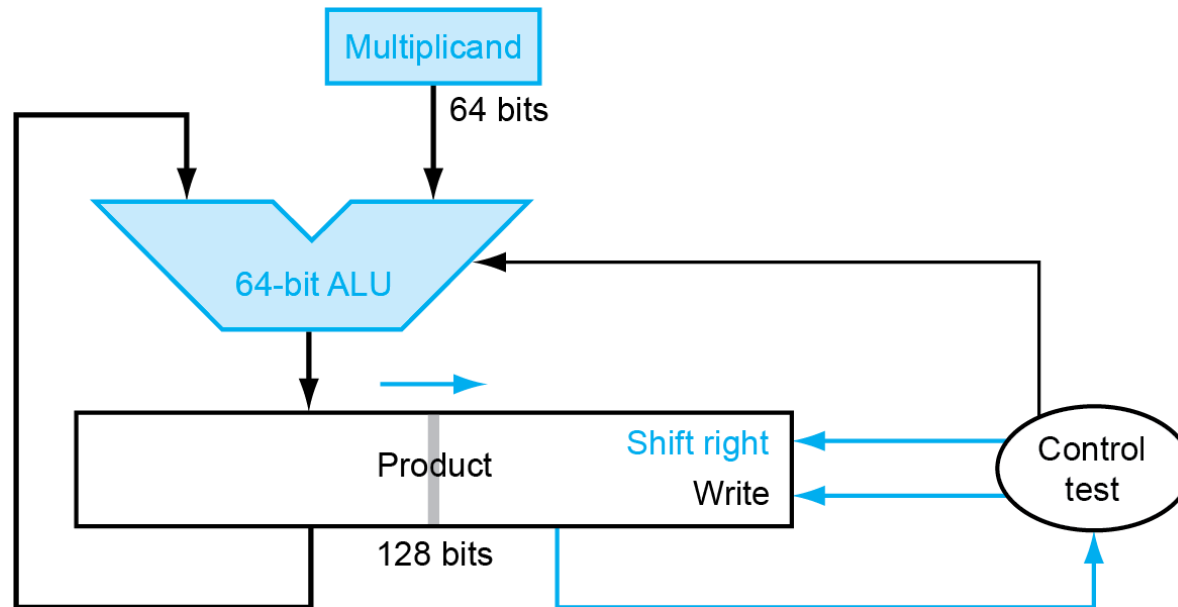 Multiplicand
64 bits
64-bit ALU
Product
Shift right
Write
128 bits
Control
test